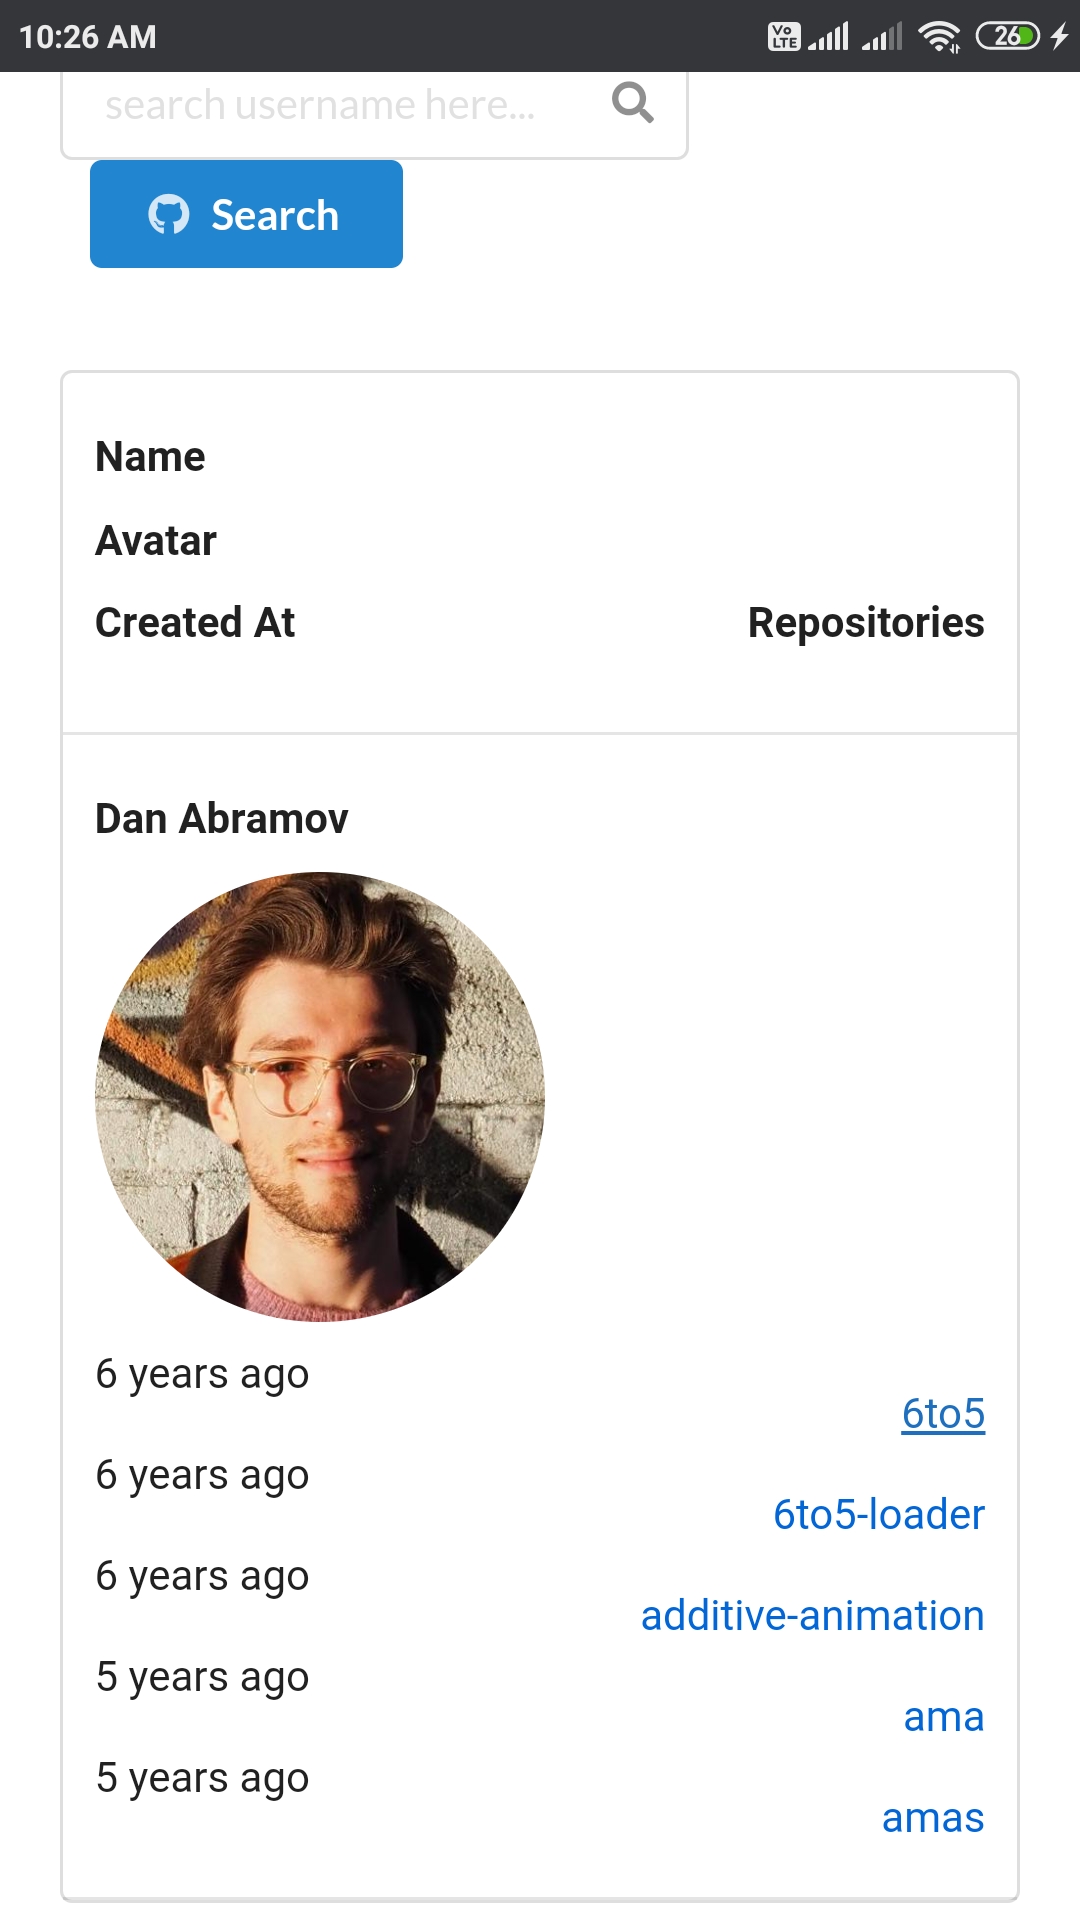 10:26 AM
Vo LTE
26
search username here...
Search
Name
Avatar
Created At
Repositories
Dan Abramov
6 years ago
6to5
6 years ago
6to5-loader
6 years ago
additive-animation
5 years ago
ama
5 years ago
amas